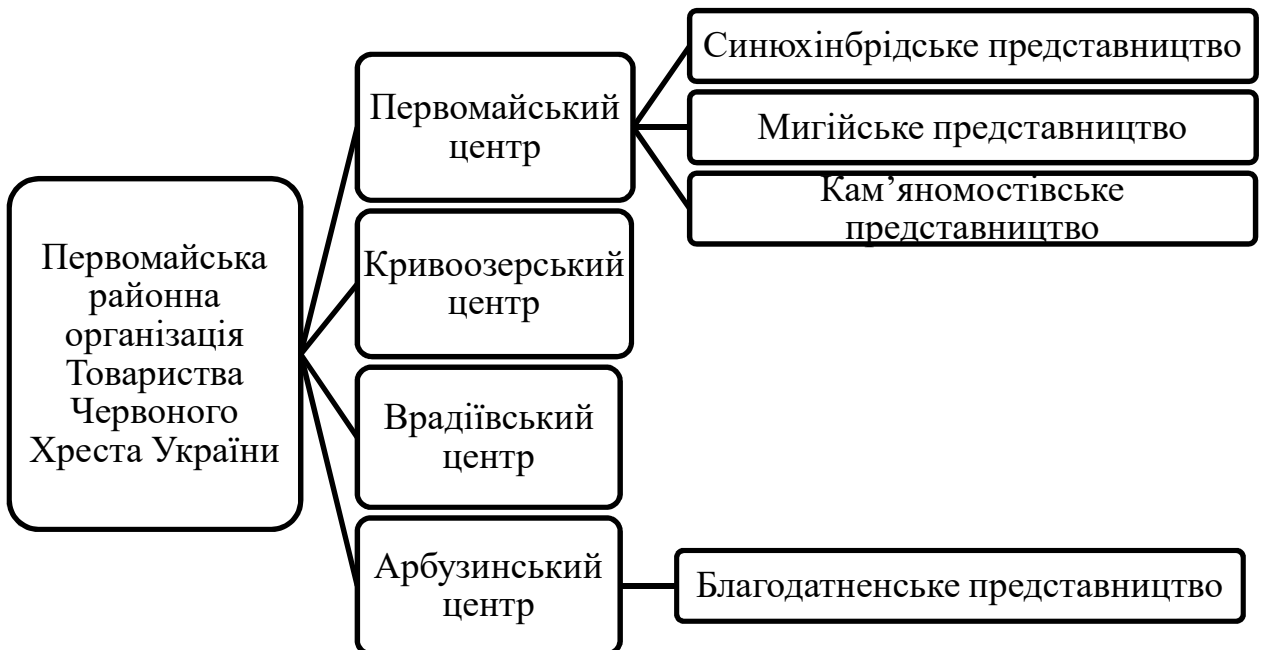 Первомайська
районна
організація
Товариства
Червоного
Хреста України
Первомайський
центр
Синюхінбрідське представництво
Мигійське представництво
Кам’яномостівське
представництво
Кривоозерський
центр
Врадіївський
центр
Арбузинський
центр
Благодатненське представництво